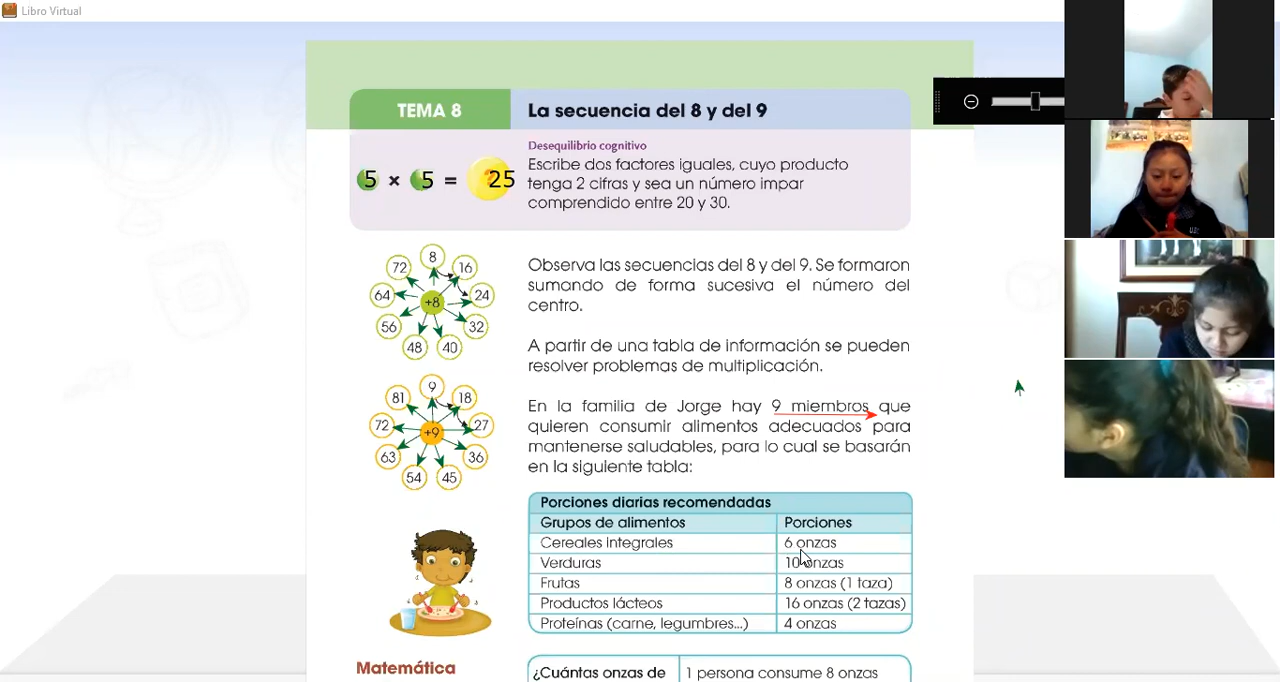 Libro Virtual
TEMA 8
La secuencia del 8 y del 9
Desequilibrio cognitivo
5 × 5 = 25
Escribe dos factores iguales, cuyo producto
tenga 2 cifras y sea un número impar
comprendido entre 20 y 30.
8
72
16
64
+8
24
56
32
48
40
Observa las secuencias del 8 y del 9. Se formaron
sumando de forma sucesiva el número del
centro.
A partir de una tabla de información se pueden
resolver problemas de multiplicación.
9
81
18
72
+9
27
63
36
54
45
En la familia de Jorge hay 9 miembros que
quieren consumir alimentos adecuados para
mantenerse saludables, para lo cual se basarán
en la siguiente tabla:
Porciones diarias recomendadas
Grupos de alimentos Porciones
Cereales integrales 6 onzas
Verduras 10 onzas
Frutas 8 onzas (1 taza)
Productos lácteos 16 onzas (2 tazas)
Proteínas (carne, legumbres...) 4 onzas
Matemática
¿Cuántas onzas de 1 persona consume 8 onzas